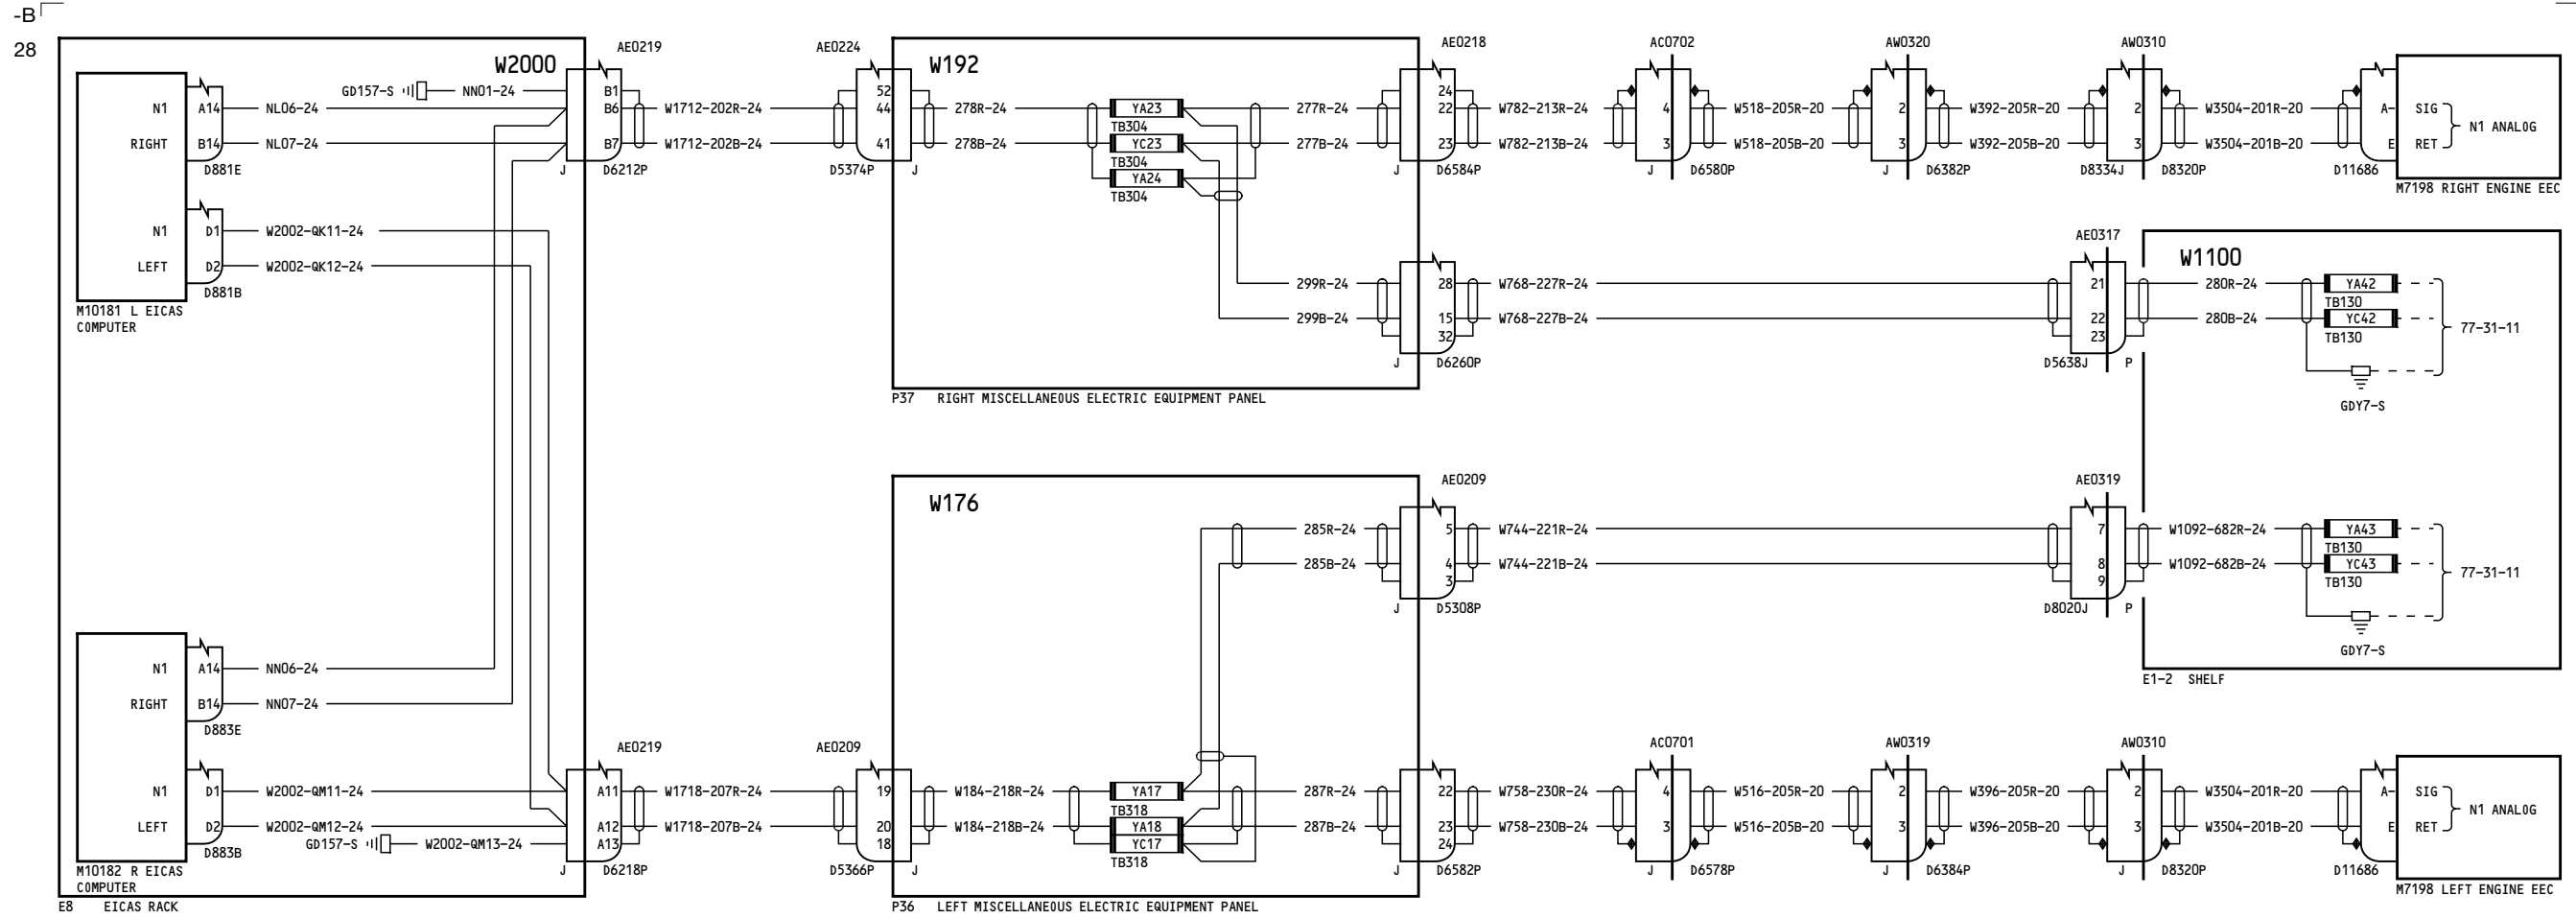 -B
28
W2000
AE0219
AE0224
W192
AE0218
AC0702
AW0320
AW0310
GD157-S
NN01-24
B1
52
24
N1
A14
NL06-24
B6
W1712-202R-24
44
278R-24
YA23
277R-24
22
W782-213R-24
4
W518-205R-20
2
W392-205R-20
2
W3504-201R-20
A-
SIG
N1 ANALOG
TB304
RIGHT
B14
NL07-24
B7
W1712-202B-24
41
278B-24
YC23
277B-24
23
W782-213B-24
3
W518-205B-20
3
W392-205B-20
3
W3504-201B-20
E
RET
D881E
J
D6212P
D5374P
J
TB304
J
D6584P
J
D6580P
J
D6382P
D8334J
D8320P
D11686
YA24
TB304
M7198 RIGHT ENGINE EEC
N1
D1
W2002-QK11-24
LEFT
D2
W2002-QK12-24
D881B
M10181 L EICAS
COMPUTER
AE0317
W1100
299R-24
28
W768-227R-24
21
280R-24
YA42
TB130
299B-24
15
W768-227B-24
22
280B-24
YC42
77-31-11
32
23
TB130
J
D6260P
D5638J
P
GDY7-S
P37 RIGHT MISCELLANEOUS ELECTRIC EQUIPMENT PANEL
W176
AE0209
AE0319
285R-24
5
W744-221R-24
7
W1092-682R-24
YA43
TB130
285B-24
4
W744-221B-24
8
W1092-682B-24
YC43
77-31-11
3
9
TB130
J
D5308P
D8020J
P
GDY7-S
E1-2 SHELF
N1
A14
NN06-24
RIGHT
B14
NN07-24
D883E
AE0219
AE0209
AC0701
AW0319
AW0310
N1
D1
W2002-QM11-24
A11
W1718-207R-24
19
W184-218R-24
YA17
287R-24
22
W758-230R-24
4
W516-205R-20
2
W396-205R-20
2
W3504-201R-20
A-
SIG
N1 ANALOG
TB318
LEFT
D2
W2002-QM12-24
A12
W1718-207B-24
20
W184-218B-24
YA18
287B-24
23
W758-230B-24
3
W516-205B-20
3
W396-205B-20
3
W3504-201B-20
E
RET
D883B
GD157-S
W2002-QM13-24
A13
18
YC17
24
TB318
M10182 R EICAS
COMPUTER
J
D6218P
D5366P
J
J
D6582P
J
D6578P
J
D6384P
J
D8320P
D11686
M7198 LEFT ENGINE EEC
E8 EICAS RACK
P36 LEFT MISCELLANEOUS ELECTRIC EQUIPMENT PANEL